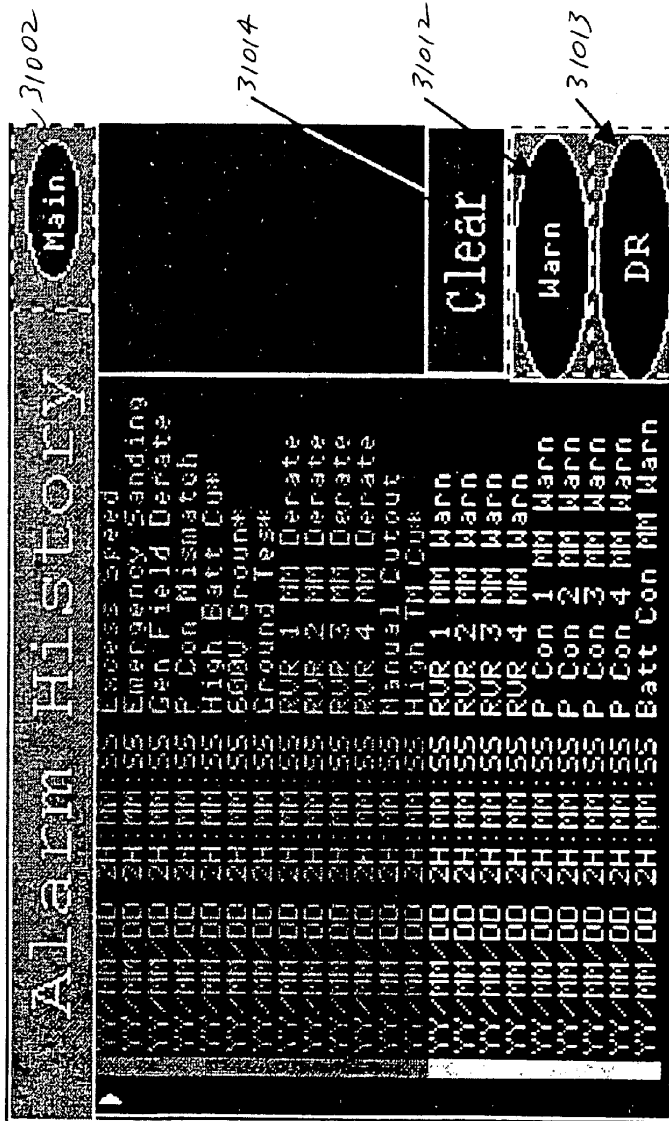 31002
31014
31012
31013
Alarm History
Main
YY/MM/DD 2H:MM:SS Excess Speed
YY/MM/DD 2H:MM:SS Emergency Sanding
YY/MM/DD 2H:MM:SS Gen Field Derate
YY/MM/DD 2H:MM:SS P Con Mismatch
YY/MM/DD 2H:MM:SS High Batt Cu*
YY/MM/DD 2H:MM:SS Groun*
YY/MM/DD 2H:MM:SS Ground Tes*
YY/MM/DD 2H:MM:SS RVR 1 MM Derate
YY/MM/DD 2H:MM:SS RVR 2 MM Derate
YY/MM/DD 2H:MM:SS RVR 3 MM Derate
YY/MM/DD 2H:MM:SS RVR 4 MM Derate
YY/MM/DD 2H:MM:SS Manual Cutout
YY/MM/DD 2H:MM:SS High TM Cu*
YY/MM/DD 2H:MM:SS RVR 1 MM Warn
YY/MM/DD 2H:MM:SS RVR 2 MM Warn
YY/MM/DD 2H:MM:SS RVR 3 MM Warn
YY/MM/DD 2H:MM:SS RVR 4 MM Warn
YY/MM/DD 2H:MM:SS P Con 1 MM Warn
YY/MM/DD 2H:MM:SS P Con 2 MM Warn
YY/MM/DD 2H:MM:SS P Con 3 MM Warn
YY/MM/DD 2H:MM:SS P Con 4 MM Warn
YY/MM/DD 2H:MM:SS Batt Con MM Warn
Clear
Warn
DR